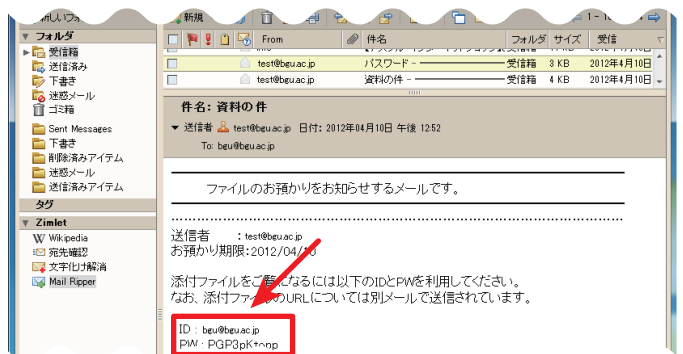 新規
フォルダ
受信箱
送信済み
下書き
迷惑メール
ゴミ箱
Sent Messages
下書き
削除済みアイテム
迷惑メール
送信済みアイテム
タグ
Zimlet
Wikipedia
宛先確認
文字化け解消
Mail Ripper
From 件名 フォルダ サイズ 受信
test@bgu.ac.jp パスワード - 受信箱 3 KB 2012年4月10日
test@bgu.ac.jp 資料の件 - 受信箱 4 KB 2012年4月10日
件名: 資料の件
送信者 test@bgu.ac.jp 日付: 2012年04月10日 午後 12:52
To: bgu@bgu.ac.jp
ファイルのお預かりをお知らせするメールです。
送信者 : test@bgu.ac.jp
お預かり期限:2012/04/10
添付ファイルをご覧になるには以下のIDとPWを利用してください。
なお、添付ファイルのURLについては別メールで送信されています。
ID : bgu@bgu.ac.jp
PW :